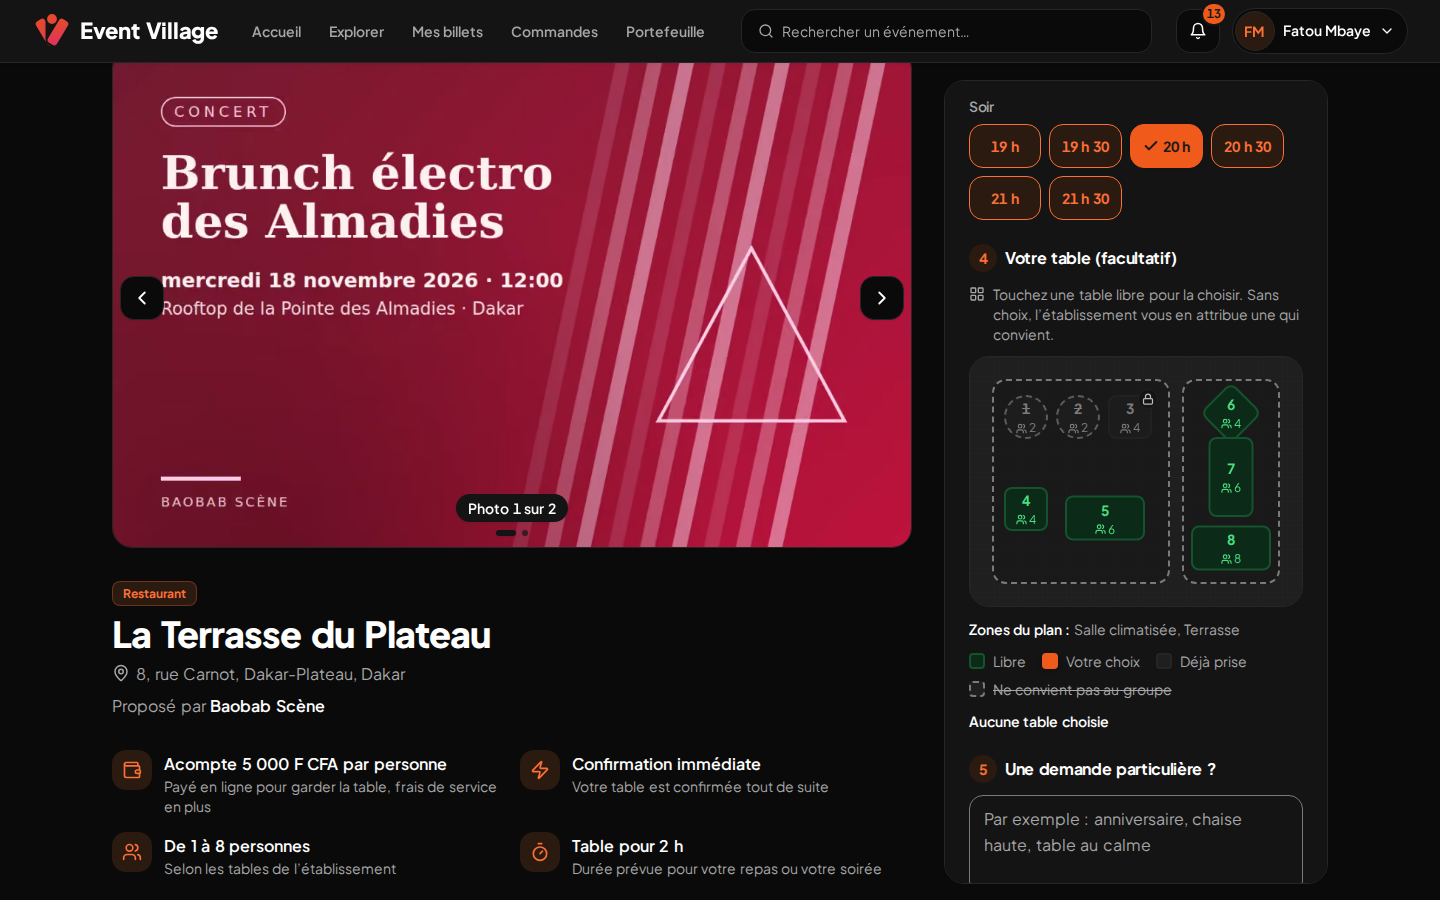 Event Village
Accueil
Explorer
Mes billets
Commandes
Portefeuille
Rechercher un événement…
13
FM
Fatou Mbaye
CONCERT
Brunch électro
des Almadies
mercredi 18 novembre 2026 · 12:00
Rooftop de la Pointe des Almadies · Dakar
BAOBAB SCÈNE
Photo 1 sur 2
Restaurant
La Terrasse du Plateau
8, rue Carnot, Dakar-Plateau, Dakar
Proposé par Baobab Scène
Acompte 5 000 F CFA par personne
Payé en ligne pour garder la table, frais de service
en plus
Confirmation immédiate
Votre table est confirmée tout de suite
De 1 à 8 personnes
Selon les tables de l'établissement
Table pour 2 h
Durée prévue pour votre repas ou votre soirée
Soir
19 h
19 h 30
20 h
20 h 30
21 h
21 h 30
4
Votre table (facultatif)
Touchez une table libre pour la choisir. Sans
choix, l'établissement vous en attribue une qui
convient.
1
2
2
2
3
4
6
4
7
6
4
4
5
6
8
8
Zones du plan : Salle climatisée, Terrasse
Libre
Votre choix
Déjà prise
Ne convient pas au groupe
Aucune table choisie
5
Une demande particulière ?
Par exemple : anniversaire, chaise
haute, table au calme